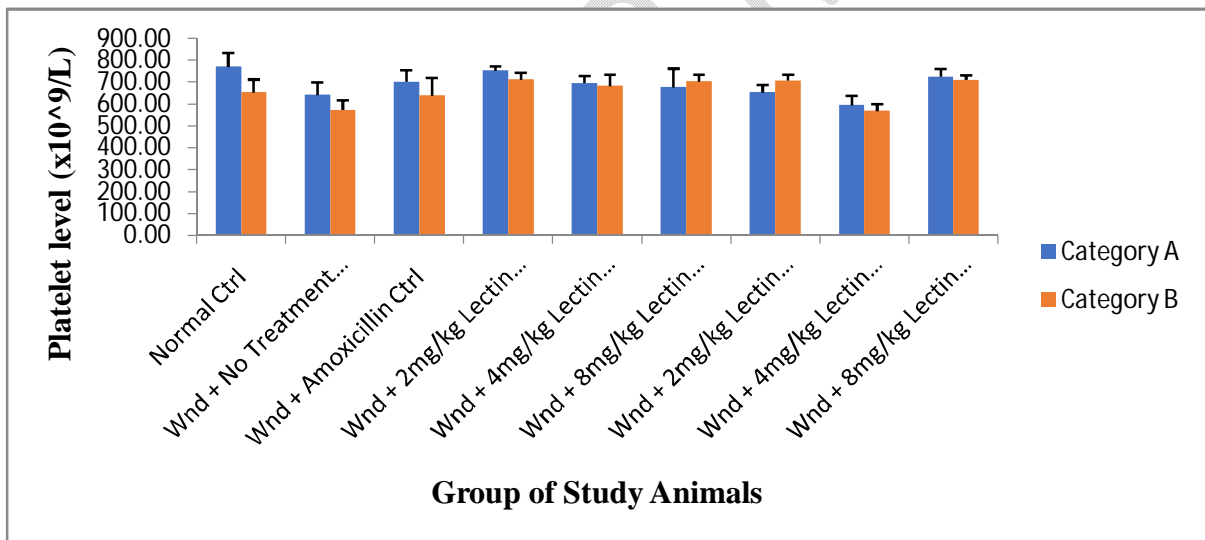 Platelet level (x10^9/L)
900.00
800.00
700.00
600.00
500.00
400.00
300.00
200.00
100.00
0.00
Normal Ctrl
Wnd + No Treatment...
Wnd + Amoxicillin Ctrl
Wnd + 2mg/kg Lectin...
Wnd + 4mg/kg Lectin...
Wnd + 8mg/kg Lectin...
Wnd + 2mg/kg Lectin...
Wnd + 4mg/kg Lectin...
Wnd + 8mg/kg Lectin...
Category A
Category B
Group of Study Animals